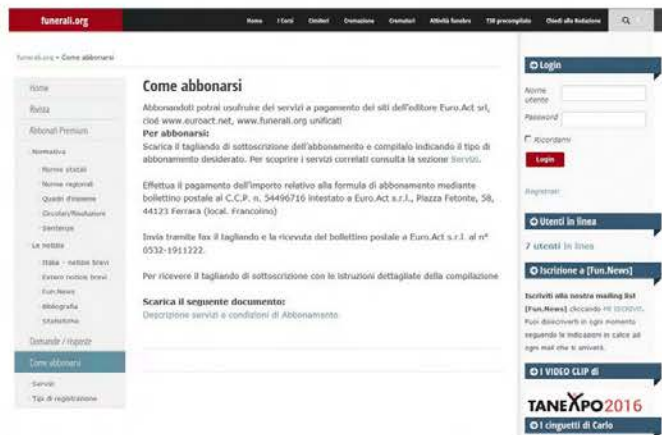 funerali.org
Home I Corsi Cimiteri Cremazione Crematori Attività funebre TSR precompilato Chiedi alla Redazione
funerali.org » Come abbonarsi
Home
Rivista
Abbonati Premium
Normativa
Norme statali
Norme regionali
Quadri d'insieme
Circolari/Risoluzioni
Sentenze
Le notizie
Italia - notizie brevi
Estero notizie brevi
Fun.News
Bibliografia
Statistiche
Domande / risposte
Come abbonarsi
Servizi
Tipi di registrazione
Come abbonarsi
Abbonandoti potrai usufruire dei servizi a pagamento dei siti dell'editore Euro.Act srl,
cioè www.euroact.net, www.funerali.org unificati
Per abbonarsi:
Scarica il tagliando di sottoscrizione dell'abbonamento e compilalo indicando il tipo di
abbonamento desiderato. Per scoprire i servizi correlati consulta la sezione Servizi.
Effettua il pagamento dell'importo relativo alla formula di abbonamento mediante
bollettino postale al C.C.P. n. 54496716 intestato a Euro.Act s.r.l., Piazza Fetonte, 58,
44123 Ferrara (local. Francolino)
Invia tramite fax il tagliando e la ricevuta del bollettino postale a Euro.Act s.r.l. al n°
0532-1911222.
Per ricevere il tagliando di sottoscrizione con le istruzioni dettagliate della compilazione
Scarica il seguente documento:
Descrizione servizi e condizioni di Abbonamento
Login
Nome
utente
Password
Ricordami
Login
Registrati
Utenti in linea
7 utenti in linea
Iscrizione a [Fun.News]
Iscriviti alla nostra mailing list
[Fun.News] cliccando MI ISCRIVO.
Puoi disiscriverti in ogni momento
seguendo le indicazioni in calce ad
ogni mail che ti arriverà.
I VIDEO CLIP di
TANEXPO2016
I cinguettii di Carlo